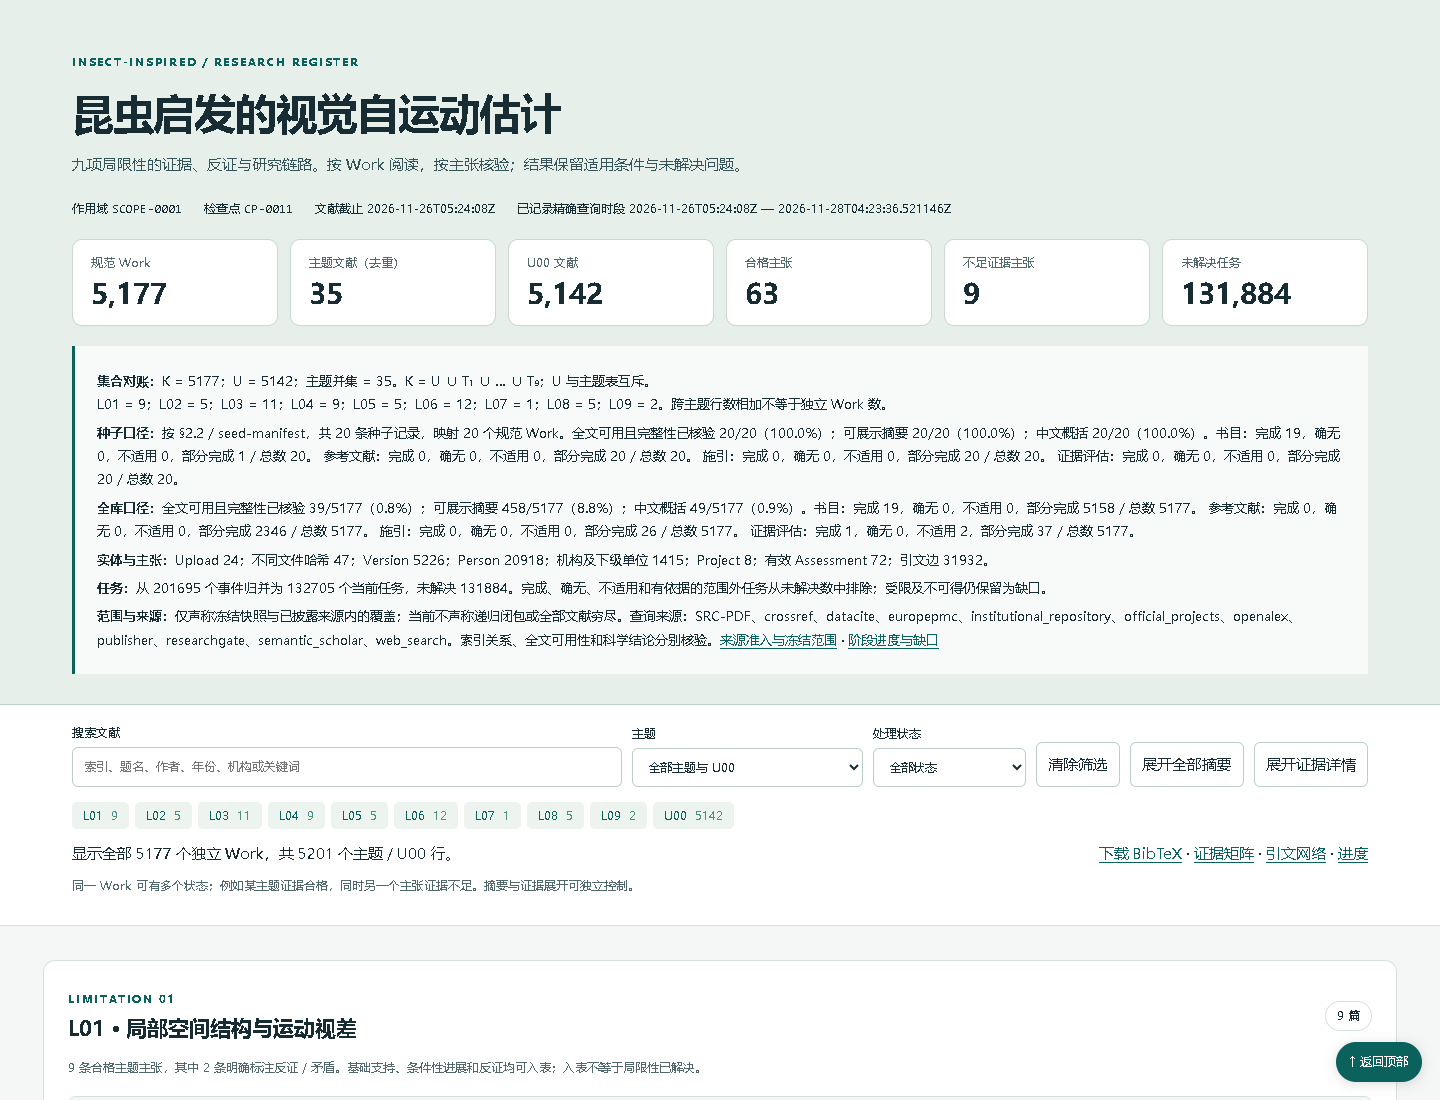 INSECT-INSPIRED / RESEARCH REGISTER
昆虫启发的视觉自运动估计
九项局限性的证据、反证与研究链路。按 Work 阅读，按主张核验；结果保留适用条件与未解决问题。
作用域 SCOPE-0001 检查点 CP-0011 文献截止 2026-11-26T05:24:08Z 已记录精确查询时段 2026-11-26T05:24:08Z — 2026-11-28T04:23:36.521146Z
规范 Work
5,177
主题文献（去重）
35
U00 文献
5,142
合格主张
63
不足证据主张
9
未解决任务
131,884
集合对账：K = 5177；U = 5142；主题并集 = 35。K = U ∪ T₁ ∪ … ∪ T₉；U 与主题表互斥。
L01 = 9；L02 = 5；L03 = 11；L04 = 9；L05 = 5；L06 = 12；L07 = 1；L08 = 5；L09 = 2。跨主题行数相加不等于独立 Work 数。
种子口径：按 §2.2 / seed-manifest，共 20 条种子记录，映射 20 个规范 Work。全文可用且完整性已核验 20/20（100.0%）；可展示摘要 20/20（100.0%）；中文概括 20/20（100.0%）。书目：完成 19，确无
0，不适用 0，部分完成 1 / 总数 20。 参考文献：完成 0，确无 0，不适用 0，部分完成 20 / 总数 20。 施引：完成 0，确无 0，不适用 0，部分完成 20 / 总数 20。 证据评估：完成 0，确无 0，不适用 0，部分完成
20 / 总数 20。
全库口径：全文可用且完整性已核验 39/5177（0.8%）；可展示摘要 458/5177（8.8%）；中文概括 49/5177（0.9%）。书目：完成 19，确无 0，不适用 0，部分完成 5158 / 总数 5177。 参考文献：完成 0，确
无 0，不适用 0，部分完成 2346 / 总数 5177。 施引：完成 0，确无 0，不适用 0，部分完成 26 / 总数 5177。 证据评估：完成 1，确无 0，不适用 2，部分完成 37 / 总数 5177。
实体与主张：Upload 24；不同文件哈希 47；Version 5226；Person 20918；机构及下级单位 1415；Project 8；有效 Assessment 72；引文边 31932。
任务：从 201695 个事件归并为 132705 个当前任务，未解决 131884。完成、确无、不适用和有依据的范围外任务从未解决数中排除；受限及不可得仍保留为缺口。
范围与来源：仅声称冻结快照与已披露来源内的覆盖；当前不声称递归闭包或全部文献穷尽。查询来源：SRC-PDF、crossref、datacite、europepmc、institutional_repository、official_projects、openalex、
publisher、researchgate、semantic_scholar、web_search。索引关系、全文可用性和科学结论分别核验。来源准入与冻结范围 · 阶段进度与缺口
搜索文献
主题
处理状态
索引、题名、作者、年份、机构或关键词
全部主题与 U00
全部状态
清除筛选
展开全部摘要
展开证据详情
L01 9 L02 5 L03 11 L04 9 L05 5 L06 12 L07 1 L08 5 L09 2 U00 5142
显示全部 5177 个独立 Work，共 5201 个主题 / U00 行。
下载 BibTeX · 证据矩阵 · 引文网络 · 进度
同一 Work 可有多个状态；例如某主题证据合格，同时另一个主张证据不足。摘要与证据展开可独立控制。
LIMITATION 01
L01 • 局部空间结构与运动视差
9 篇
9 条合格主题主张，其中 2 条明确标注反证 / 矛盾。基础支持、条件性进展和反证均可入表；入表不等于局限性已解决。
↑ 返回顶部